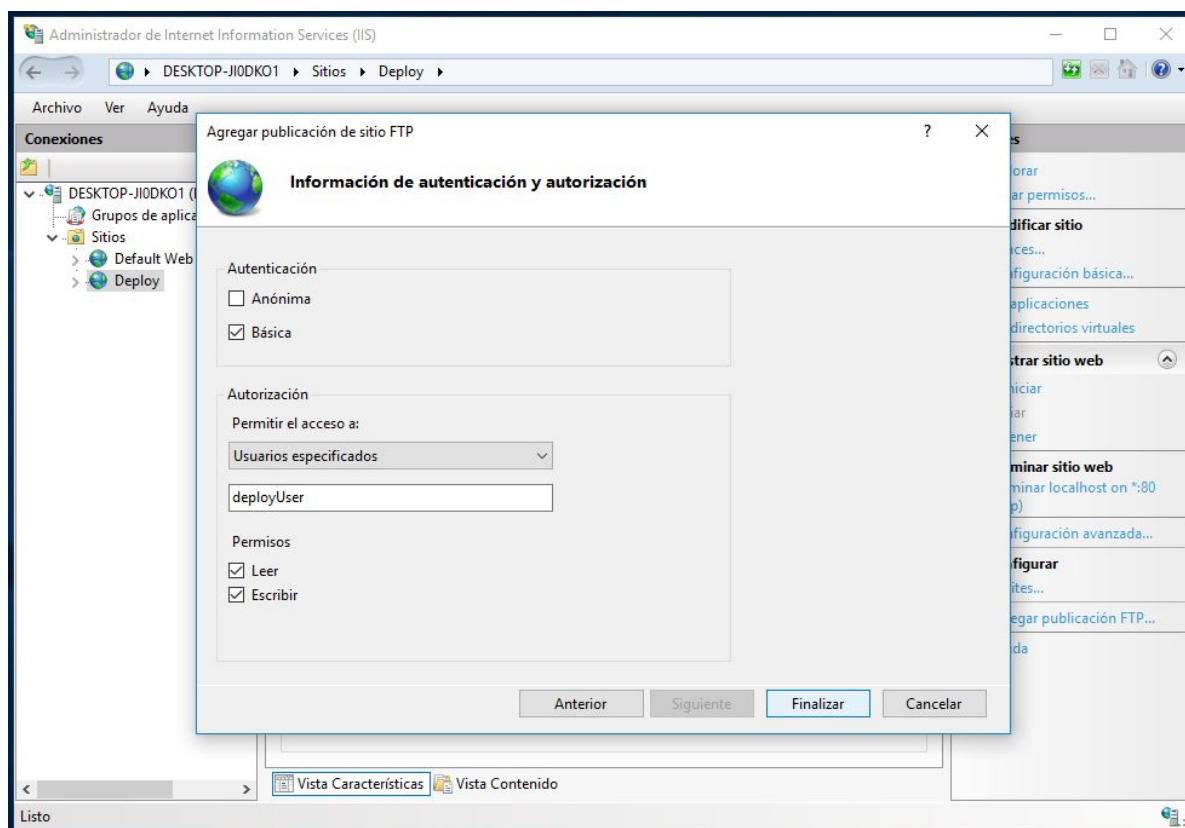 Administrador de Internet Information Services (IIS)
DESKTOP-JI0DKO1 Sitios Deploy
Archivo Ver Ayuda
Conexiones
DESKTOP-JI0DKO1 (
Grupos de aplica
Sitios
Default Web
Deploy
Agregar publicación de sitio FTP
?
Información de autenticación y autorización
Autenticación
Anónima
Básica
Autorización
Permitir el acceso a:
Usuarios especificados
deployUser
Permisos
Leer
Escribir
Anterior Siguiente Finalizar Cancelar
es
orar
ar permisos...
dificar sitio
ces...
figuración básica...
aplicaciones
directorios virtuales
strar sitio web
niciar
iar
ener
minar sitio web
minar localhost on *:80
p)
figuración avanzada...
figurar
ites...
egar publicación FTP...
da
Vista Características Vista Contenido
Listo